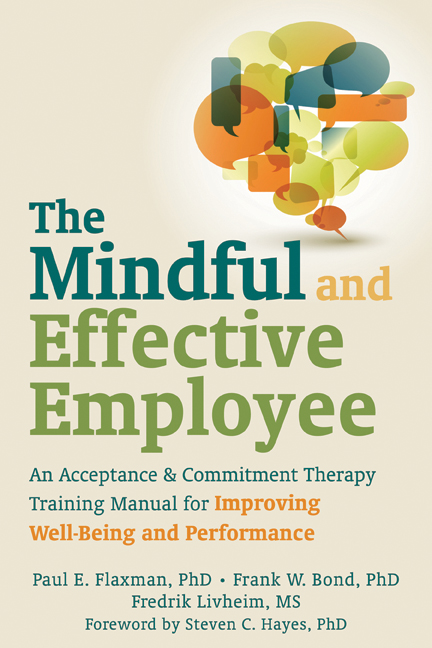 The
Mindful and
Effective
Employee
An Acceptance & Commitment Therapy
Training Manual for Improving
Well-Being and Performance
Paul E. Flaxman, PhD • Frank W. Bond, PhD
Fredrik Livheim, MS
Foreword by Steven C. Hayes, PhD